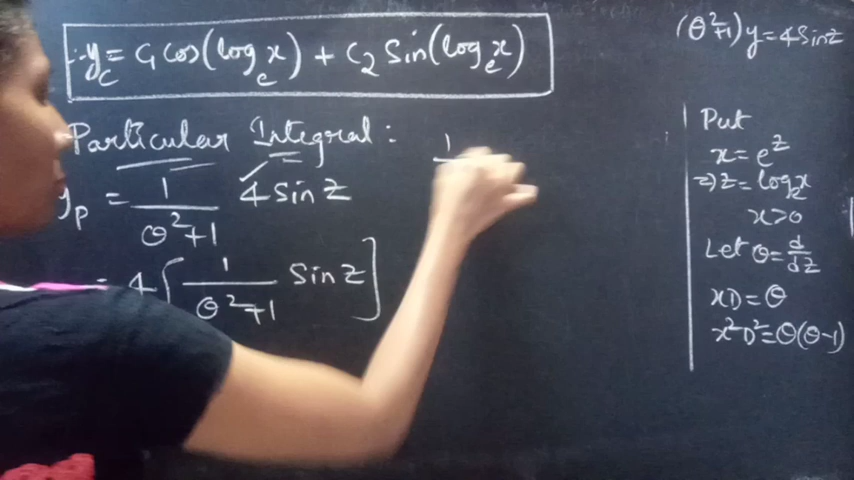 ∴ y_c = C₁ Cos(log_e x) + C₂ Sin(log_e x)
Particular Integral:
y_p = 1/(θ²+1) 4 Sin z
= 4 [ 1/(θ²+1) Sin z ]
1
(θ²+1) y = 4 Sin z
Put
x = e^z
=> z = log_e x
x > 0
Let θ = d/dz
xD = θ
x²D² = θ(θ-1)